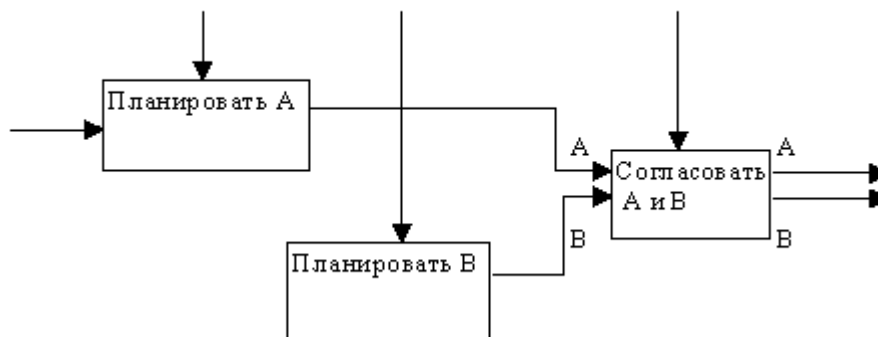 Планировать А
А
Согласовать
А и В
А
В
В
Планировать В